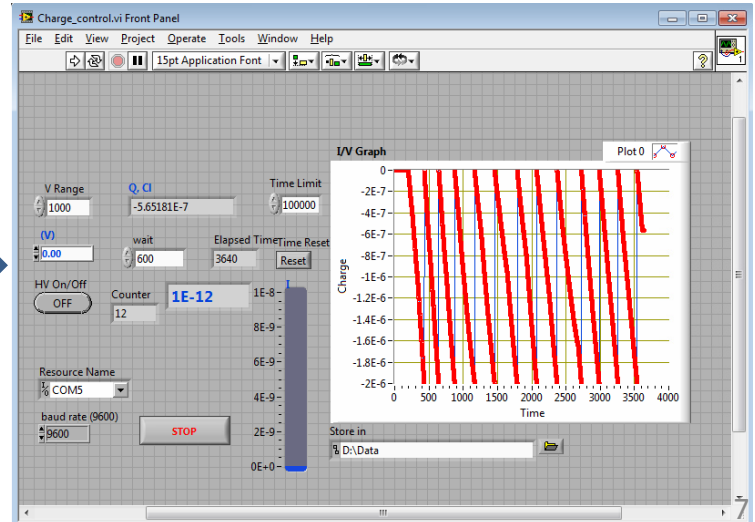 Charge_control.vi Front Panel
File Edit View Project Operate Tools Window Help
15pt Application Font
1
I/V Graph
Plot 0
V Range
1000
Q, CI
-5.65181E-7
Time Limit
100000
(V)
0.00
wait
600
Elapsed Time
3640
Time Reset
Reset
HV On/Off
OFF
Counter
12
1E-12
I
1E-8
8E-9
6E-9
4E-9
2E-9
0E+0
Resource Name
COM5
baud rate (9600)
9600
STOP
Charge
0
-2E-7
-4E-7
-6E-7
-8E-7
-1E-6
-1.2E-6
-1.4E-6
-1.6E-6
-1.8E-6
-2E-6
0 500 1000 1500 2000 2500 3000 3500 4000
Time
Store in
D:\Data
7